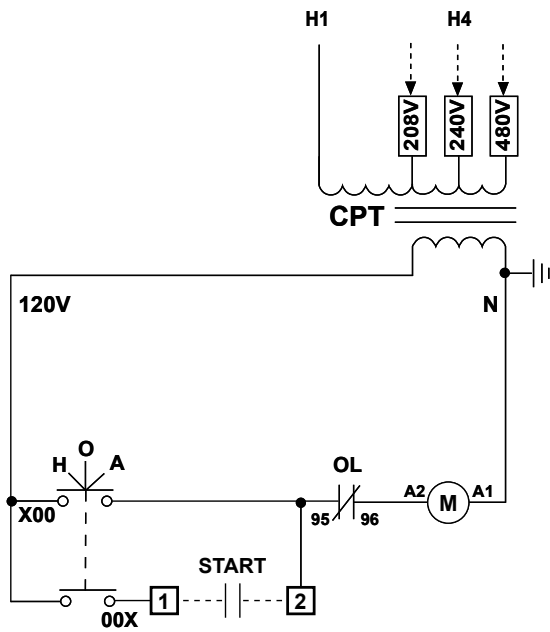 H1 H4
208V 240V 480V
CPT
120V N
O
H A
OL
A2 M A1
X00
95 96
START
1 2
00X